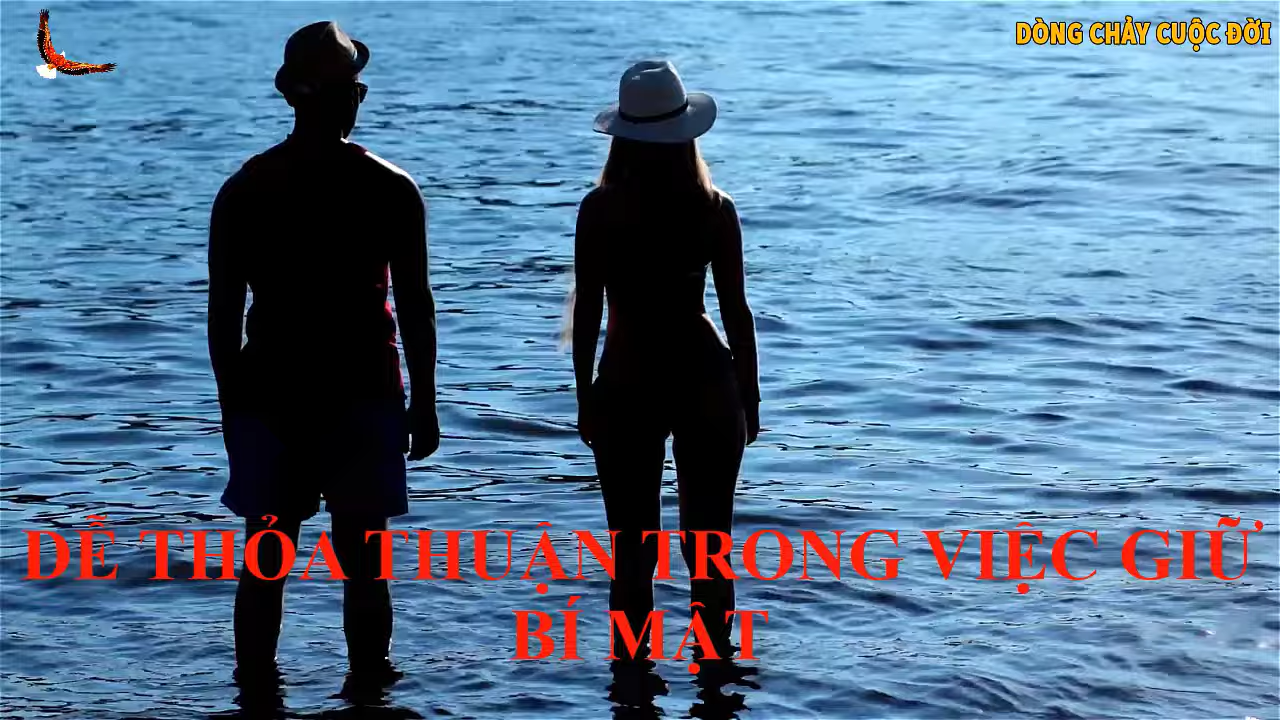 DÒNG CHẢY CUỘC ĐỜI
DỄ THỎA THUẬN TRONG VIỆC GIỮ
BÍ MẬT